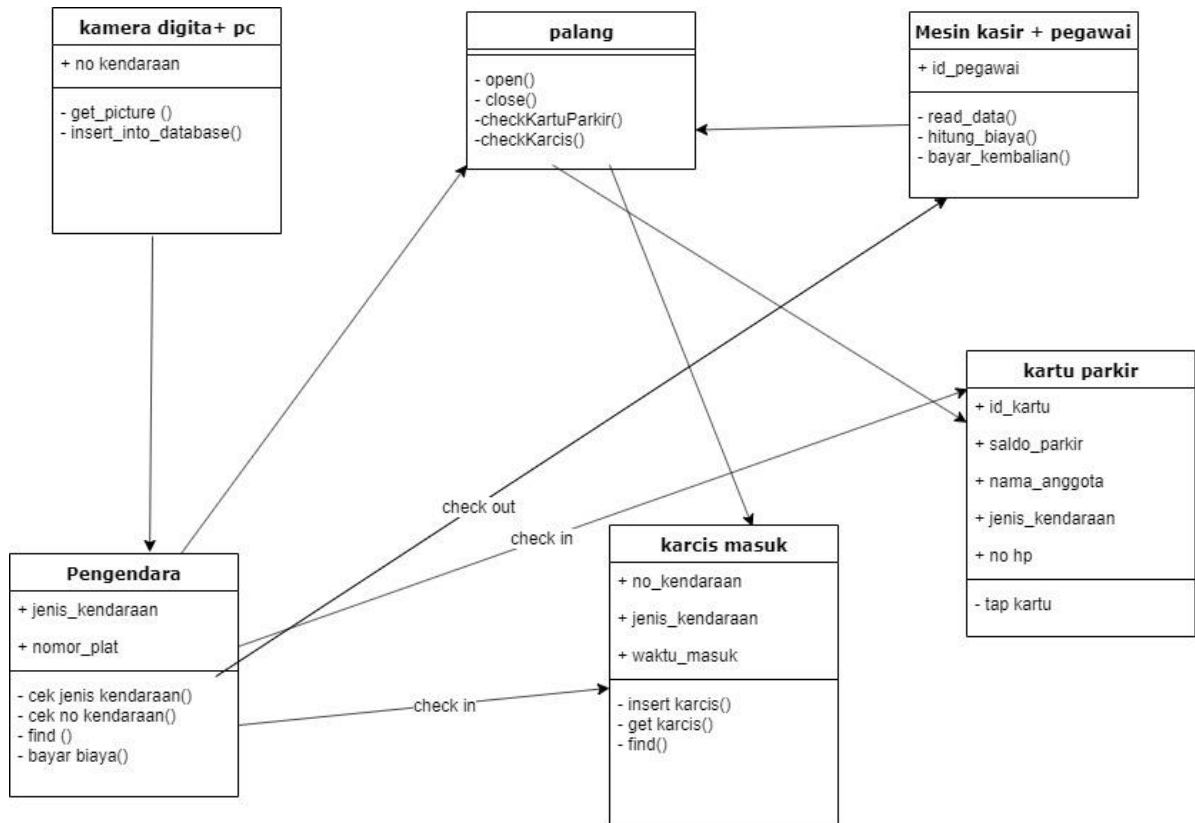 kamera digita+ pc
+ no kendaraan
- get_picture ()
- insert_into_database()
palang
- open()
- close()
-checkKartuParkir()
-checkKarcis()
Mesin kasir + pegawai
+ id_pegawai
- read_data()
- hitung_biaya()
- bayar_kembalian()
kartu parkir
+ id_kartu
+ saldo_parkir
+ nama_anggota
+ jenis_kendaraan
+ no hp
- tap kartu
check out
check in
Pengendara
+ jenis_kendaraan
+ nomor_plat
- cek jenis kendaraan()
- cek no kendaraan()
- find ()
- bayar biaya()
check in
karcis masuk
+ no_kendaraan
+ jenis_kendaraan
+ waktu_masuk
- insert karcis()
- get karcis()
- find()